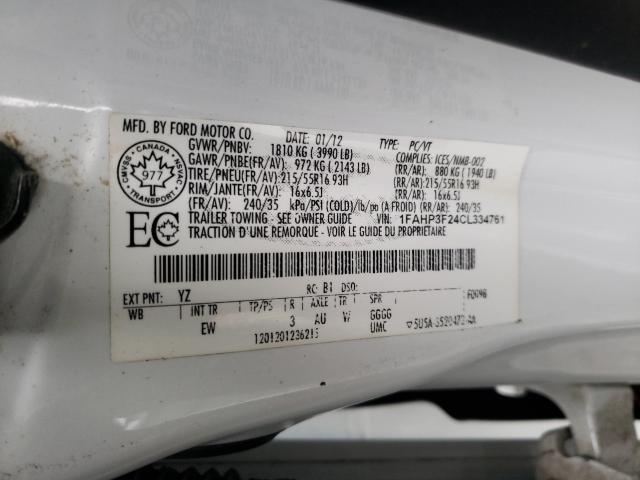 MFD. BY FORD MOTOR CO. DATE: 01/12 TYPE: PC/VT
GVWR/PNBV: 1810 KG ( 3990 LB) COMPLIES: ICES/NMB-002
GAWR/PNBE(FR/AV): 972 KG ( 2143 LB) (RR/AR): 880 KG ( 1940 LB)
TIRE/PNEU(FR/AV):215/55R16 93H (RR/AR):215/55R16 93H
RIM/JANTE(FR/AV): 16x6.5J (RR/AR): 16x6.5J
(FR/AV): 240/35 kPa/PSI (COLD)/lb/po (A FROID) (RR/AR): 240/35
TRAILER TOWING - SEE OWNER GUIDE VIN: 1FAHP3F24CL334761
TRACTION D'UNE REMORQUE - VOIR GUIDE
CMVSS CANADA NSVAC
977
TRANSPORT
EC
RC: B1 DSO:
EXT PNT: YZ
WB INT TR TP/PS R AXLE TR SPR
EW 3 AU W GGGG
UMC
1201201236215